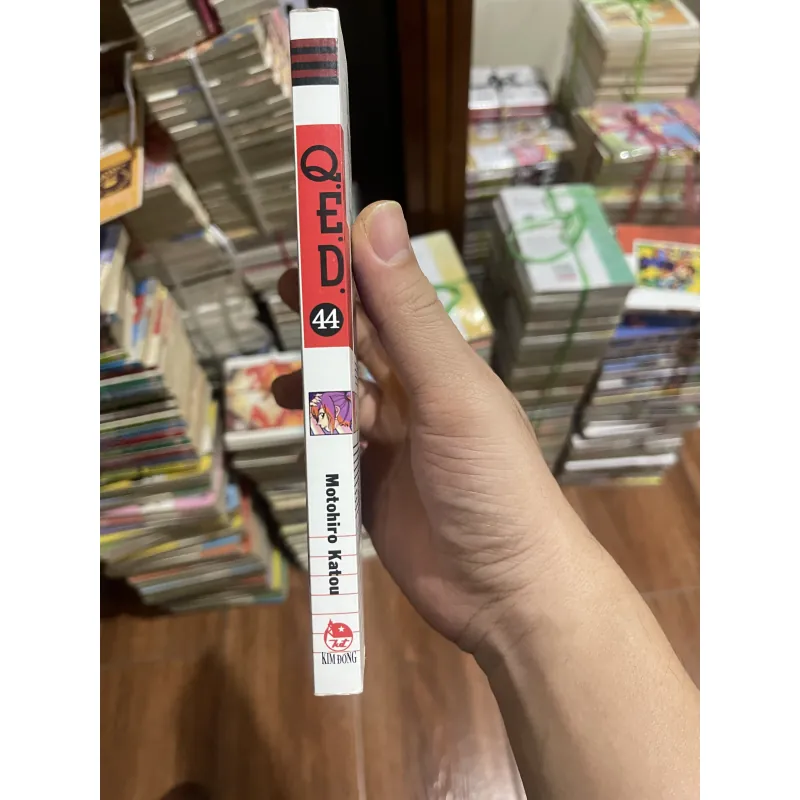 Q.E.D.
44
Motohiro Katou
KIM ĐỒNG